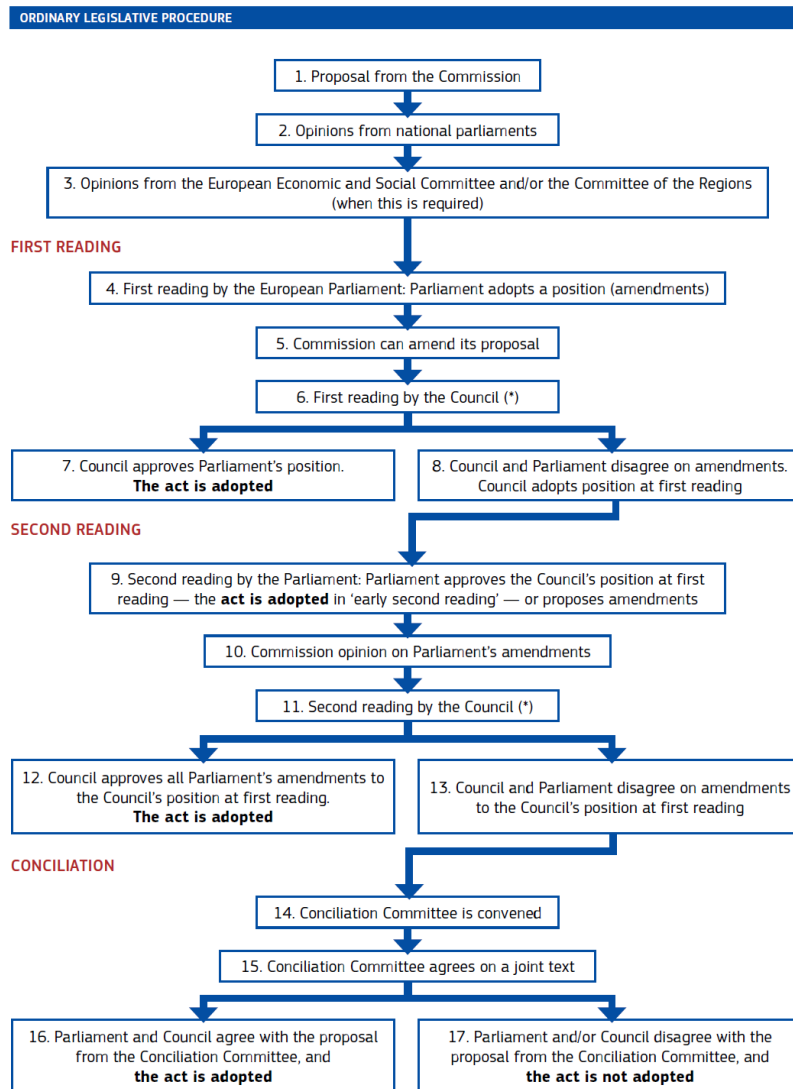 ORDINARY LEGISLATIVE PROCEDURE
1. Proposal from the Commission
2. Opinions from national parliaments
3. Opinions from the European Economic and Social Committee and/or the Committee of the Regions
(when this is required)
FIRST READING
4. First reading by the European Parliament: Parliament adopts a position (amendments)
5. Commission can amend its proposal
6. First reading by the Council (*)
7. Council approves Parliament's position.
The act is adopted
8. Council and Parliament disagree on amendments.
Council adopts position at first reading
SECOND READING
9. Second reading by the Parliament: Parliament approves the Council's position at first
reading — the act is adopted in ‘early second reading’ — or proposes amendments
10. Commission opinion on Parliament's amendments
11. Second reading by the Council (*)
12. Council approves all Parliament's amendments to
the Council's position at first reading.
The act is adopted
13. Council and Parliament disagree on amendments
to the Council's position at first reading
CONCILIATION
14. Conciliation Committee is convened
15. Conciliation Committee agrees on a joint text
16. Parliament and Council agree with the proposal
from the Conciliation Committee, and
the act is adopted
17. Parliament and/or Council disagree with the
proposal from the Conciliation Committee, and
the act is not adopted